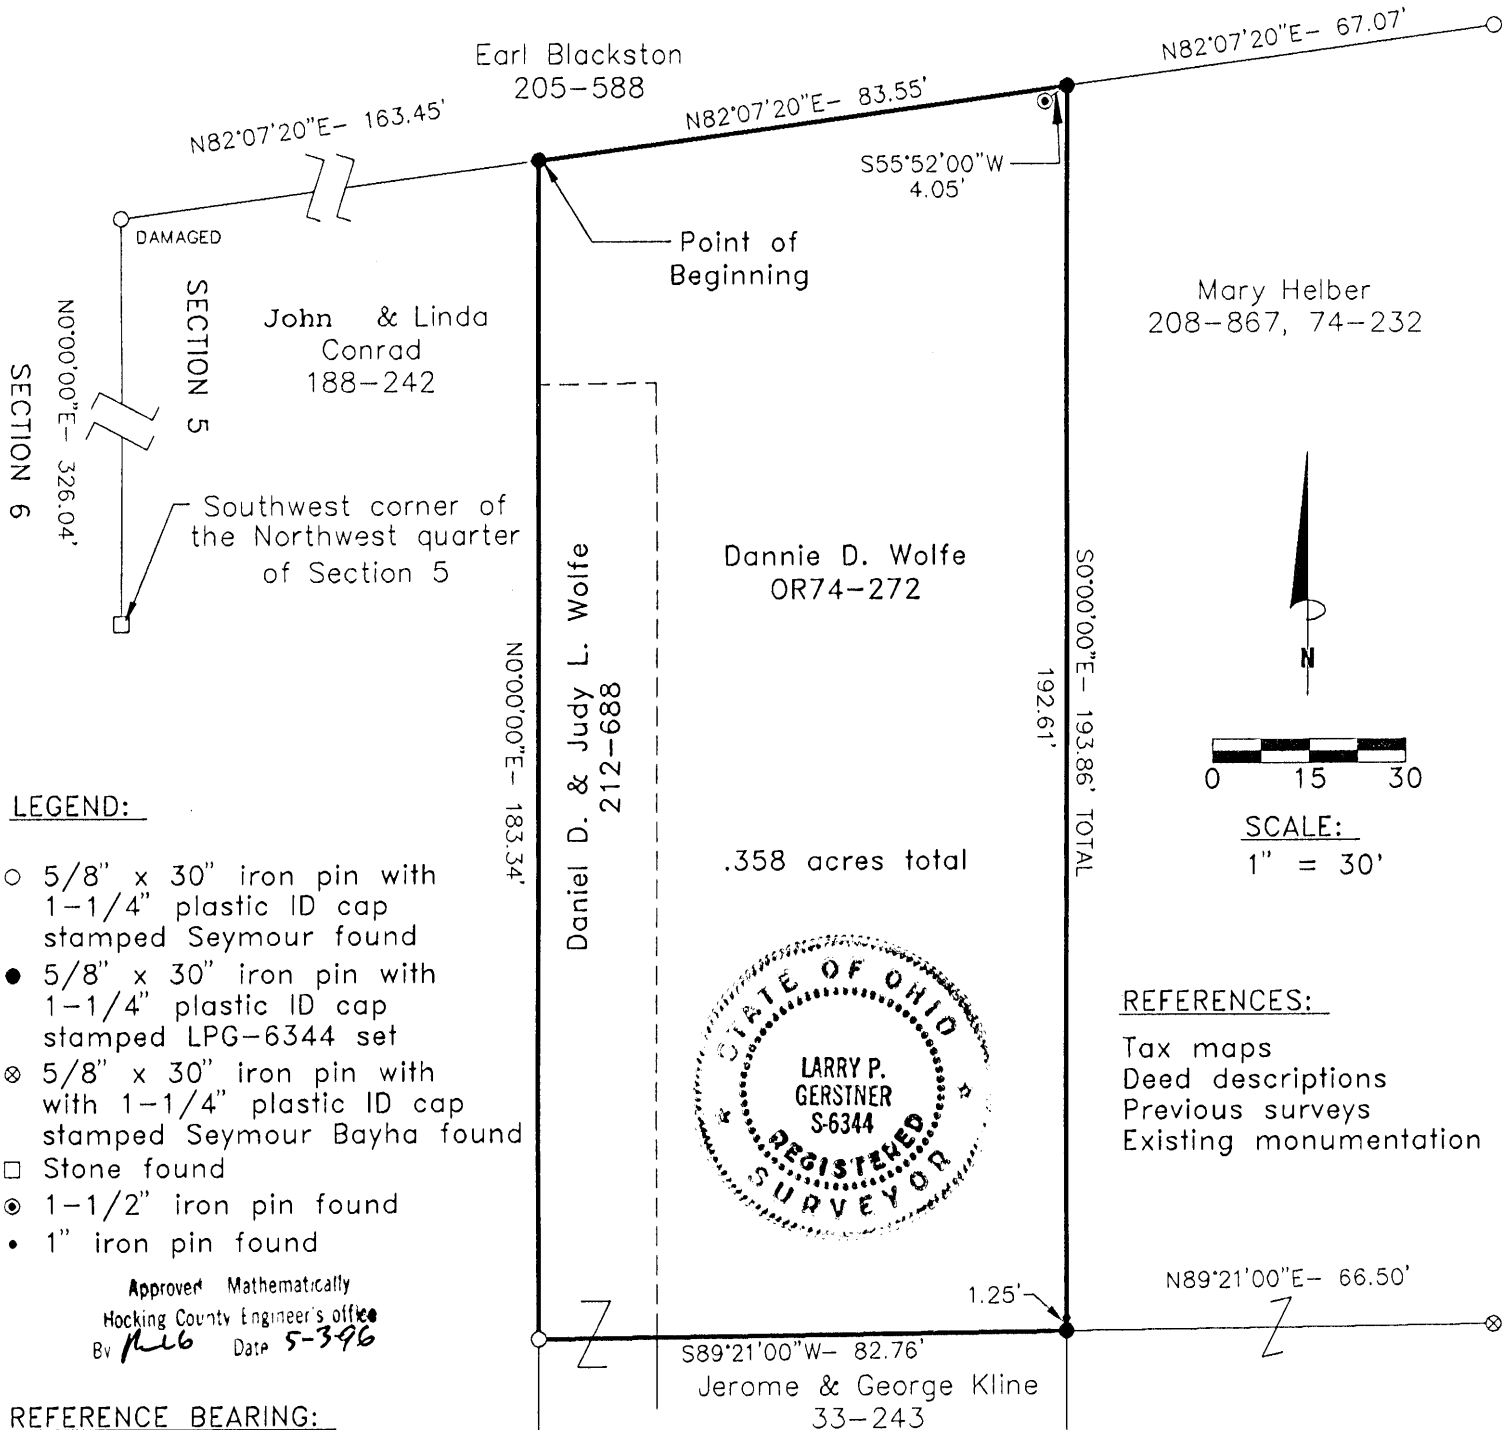 Earl Blackston
205-588
N82°07'20"E- 67.07'
N82°07'20"E- 163.45'
N82°07'20"E- 83.55'
S55°52'00"W
4.05'
DAMAGED
Point of
Beginning
SECTION 5
SECTION 6
N0°00'00"E- 326.04'
John & Linda
Conrad
188-242
Mary Helber
208-867, 74-232
Southwest corner of
the Northwest quarter
of Section 5
Dannie D. Wolfe
OR74-272
Daniel D. & Judy L. Wolfe
212-688
N0°00'00"E- 183.34'
S0°00'00"E- 193.86' TOTAL
192.61'
N
0 15 30
SCALE:
1" = 30'
.358 acres total
LEGEND:
5/8" x 30" iron pin with
1-1/4" plastic ID cap
stamped Seymour found
5/8" x 30" iron pin with
1-1/4" plastic ID cap
stamped LPG-6344 set
5/8" x 30" iron pin with
with 1-1/4" plastic ID cap
stamped Seymour Bayha found
Stone found
1-1/2" iron pin found
1" iron pin found
STATE OF OHIO
LARRY P.
GERSTNER
S-6344
REGISTERED
SURVEYOR
REFERENCES:
Tax maps
Deed descriptions
Previous surveys
Existing monumentation
Approved Mathematically
Hocking County Engineer's office
By Date 5-3-96
1.25'
N89°21'00"E- 66.50'
S89°21'00"W- 82.76'
Jerome & George Kline
33-243
REFERENCE BEARING: